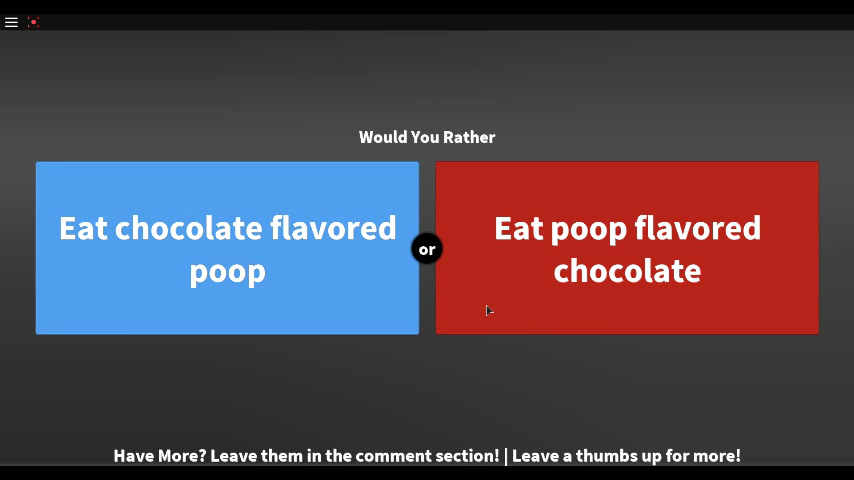 Would You Rather
Eat chocolate flavored
poop
or
Eat poop flavored
chocolate
Have More? Leave them in the comment section! | Leave a thumbs up for more!